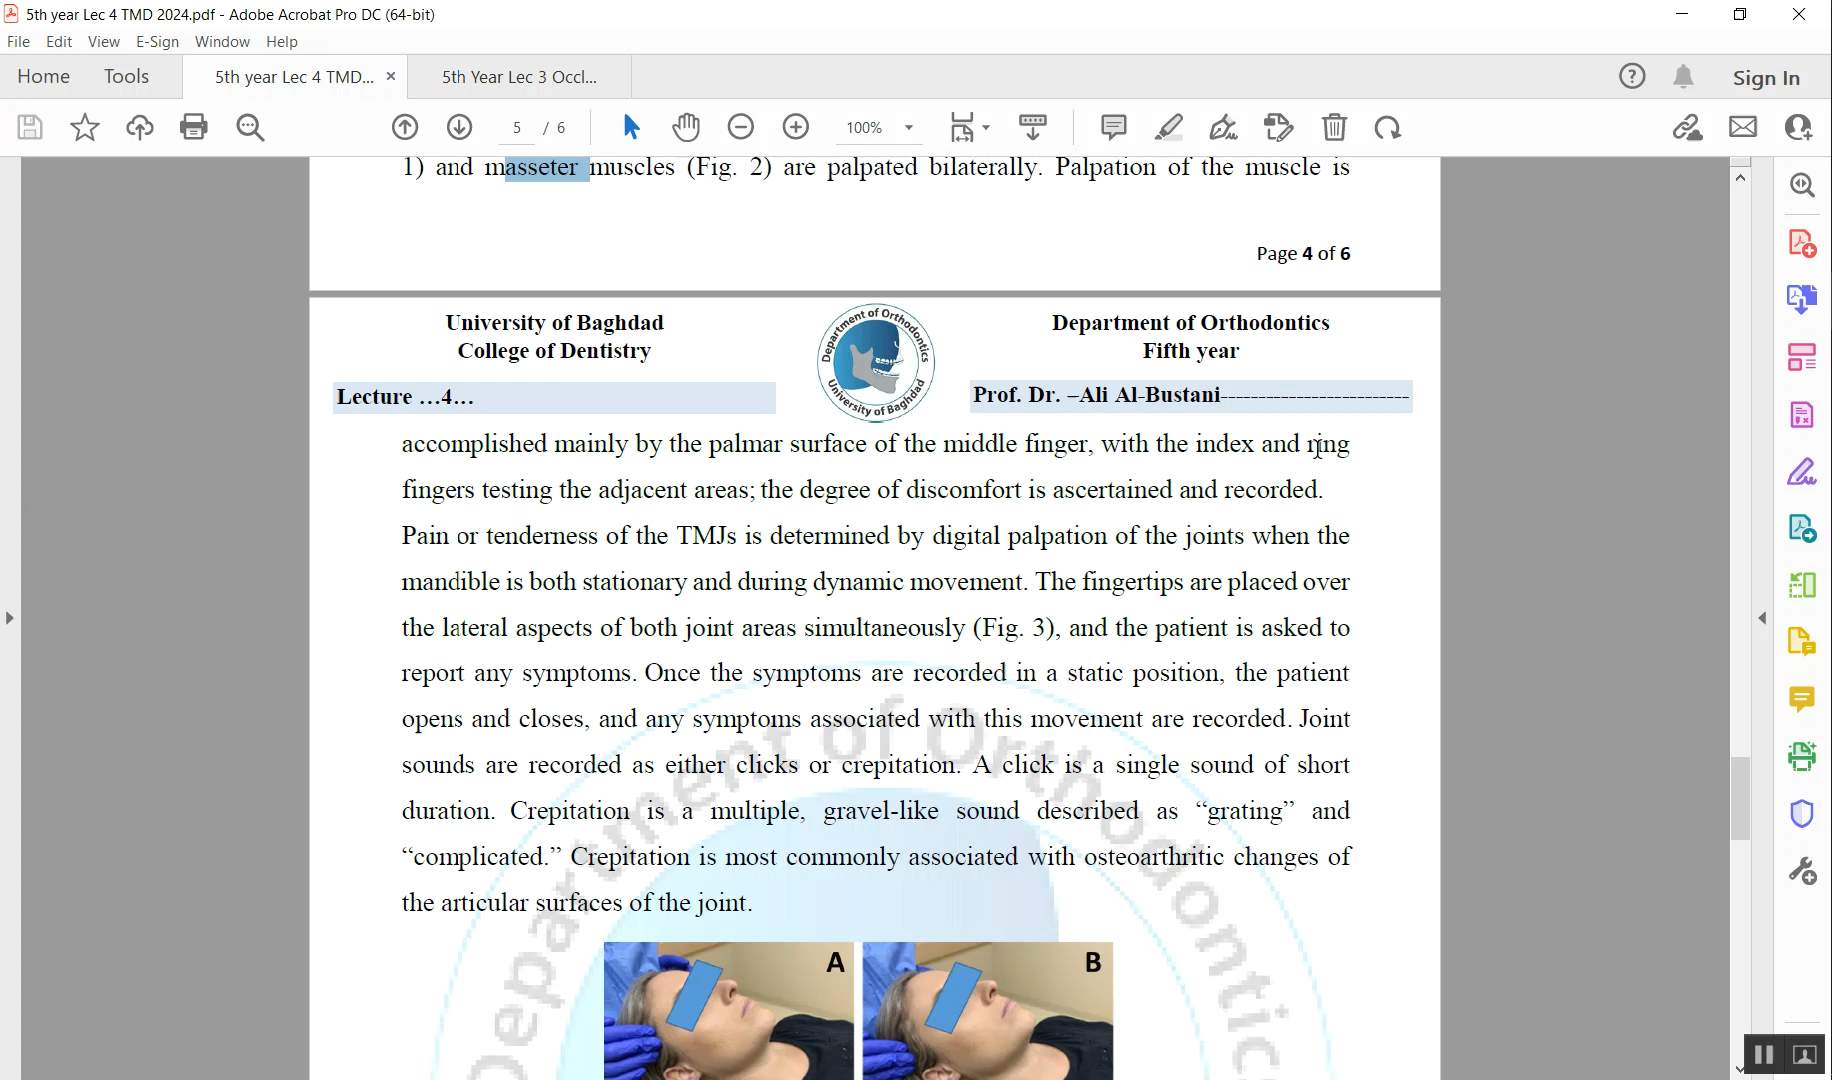 5th year Lec 4 TMD 2024.pdf - Adobe Acrobat Pro DC (64-bit)
File Edit View E-Sign Window Help
Home Tools 5th year Lec 4 TMD... × 5th Year Lec 3 Occl... Sign In
5 / 6 100%
1) and masseter muscles (Fig. 2) are palpated bilaterally. Palpation of the muscle is
Page 4 of 6
University of Baghdad
College of Dentistry
Department of Orthodontics
University of Baghdad
Department of Orthodontics
Fifth year
Lecture …4…
Prof. Dr. –Ali Al-Bustani-------------------------
accomplished mainly by the palmar surface of the middle finger, with the index and ring
fingers testing the adjacent areas; the degree of discomfort is ascertained and recorded.
Pain or tenderness of the TMJs is determined by digital palpation of the joints when the
mandible is both stationary and during dynamic movement. The fingertips are placed over
the lateral aspects of both joint areas simultaneously (Fig. 3), and the patient is asked to
report any symptoms. Once the symptoms are recorded in a static position, the patient
opens and closes, and any symptoms associated with this movement are recorded. Joint
sounds are recorded as either clicks or crepitation. A click is a single sound of short
duration. Crepitation is a multiple, gravel-like sound described as “grating” and
“complicated.” Crepitation is most commonly associated with osteoarthritic changes of
the articular surfaces of the joint.
Department of Orthodontic
A B